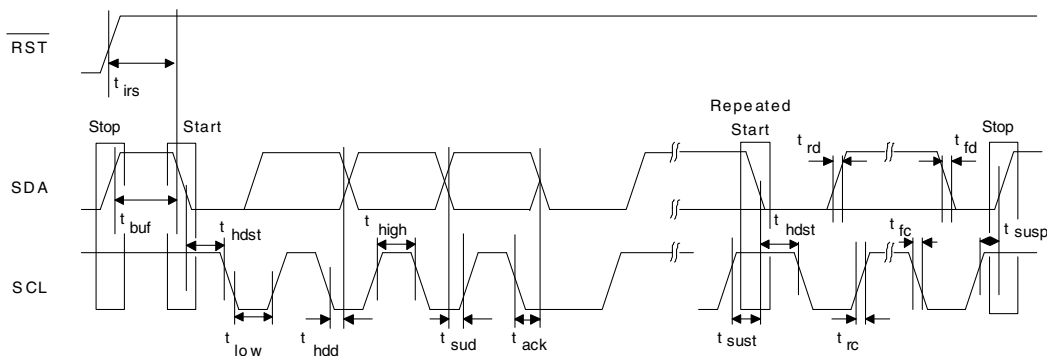 RST
t irs
Repeated
Stop
Start
Start
Stop
t rd
t fd
SDA
t buf
t hdst
t high
t hdst
t fc
t susp
SCL
t low
t hdd
t sud
t ack
t sust
t rc